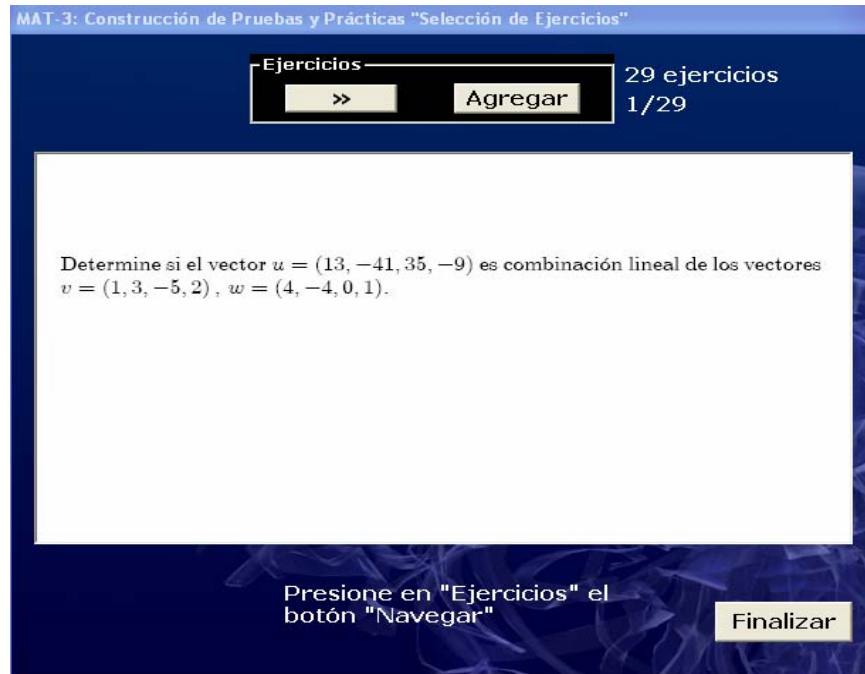 MAT-3: Construcción de Pruebas y Prácticas "Selección de Ejercicios"
Ejercicios
>>
Agregar
29 ejercicios
1/29
Determine si el vector u = (13, −41, 35, −9) es combinación lineal de los vectores
v = (1, 3, −5, 2) , w = (4, −4, 0, 1).
Presione en "Ejercicios" el
botón "Navegar"
Finalizar